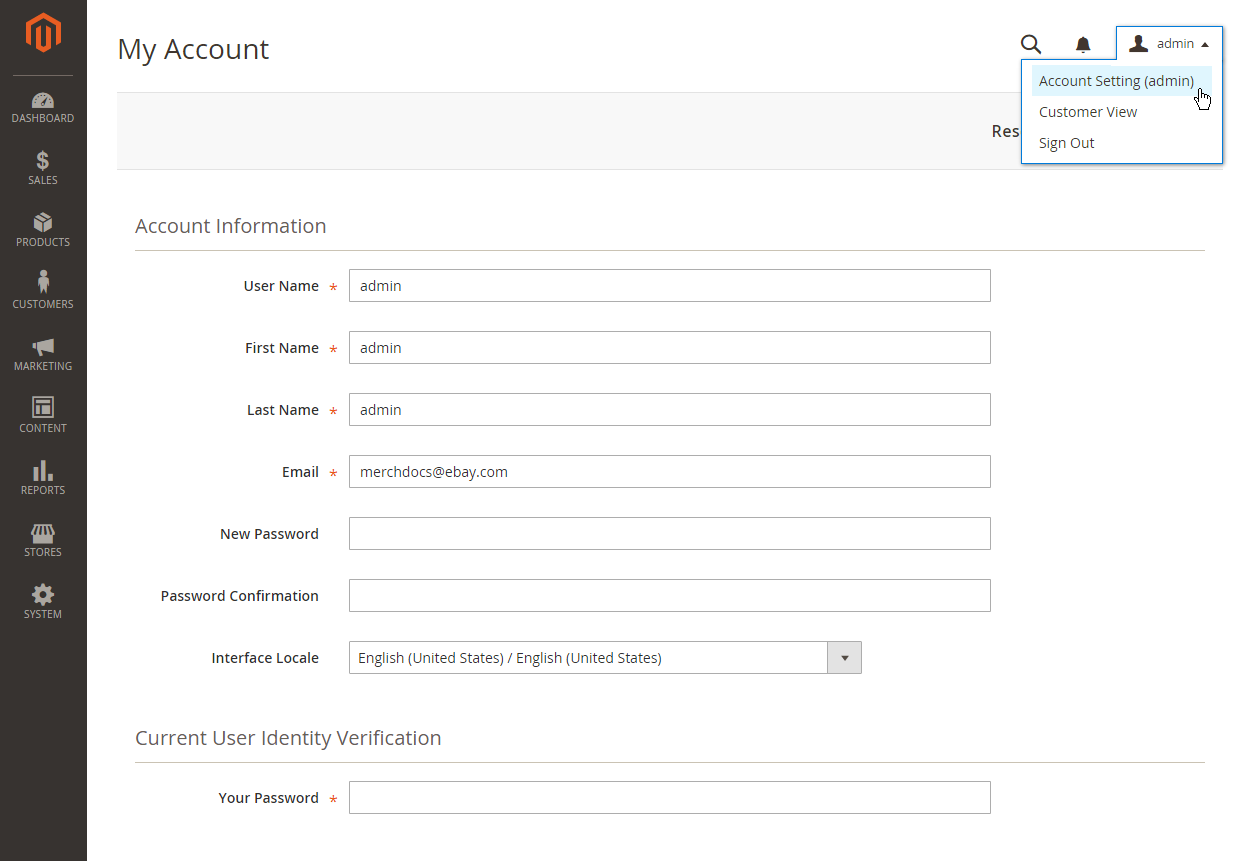 My Account
admin
Account Setting (admin)
Customer View
Sign Out
DASHBOARD
SALES
PRODUCTS
CUSTOMERS
MARKETING
CONTENT
REPORTS
STORES
SYSTEM
Account Information
User Name * admin
First Name * admin
Last Name * admin
Email * merchdocs@ebay.com
New Password
Password Confirmation
Interface Locale English (United States) / English (United States)
Current User Identity Verification
Your Password *